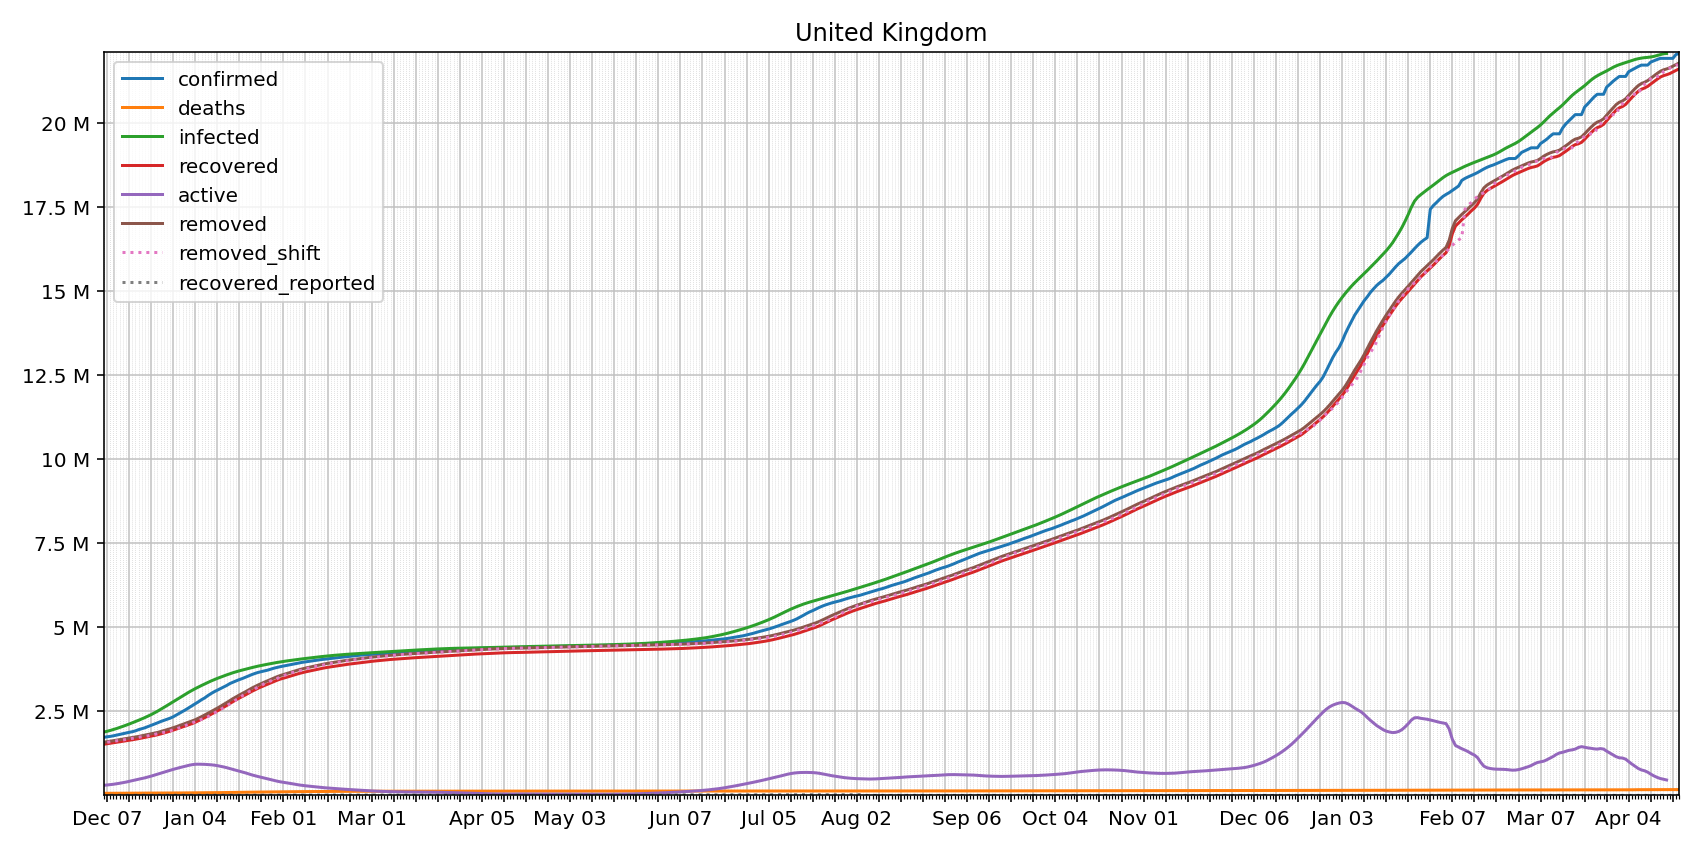 United Kingdom
confirmed
deaths
infected
recovered
active
removed
removed_shift
recovered_reported
20 M
17.5 M
15 M
12.5 M
10 M
7.5 M
5 M
2.5 M
Dec 07 Jan 04 Feb 01 Mar 01 Apr 05 May 03 Jun 07 Jul 05 Aug 02 Sep 06 Oct 04 Nov 01 Dec 06 Jan 03 Feb 07 Mar 07 Apr 04